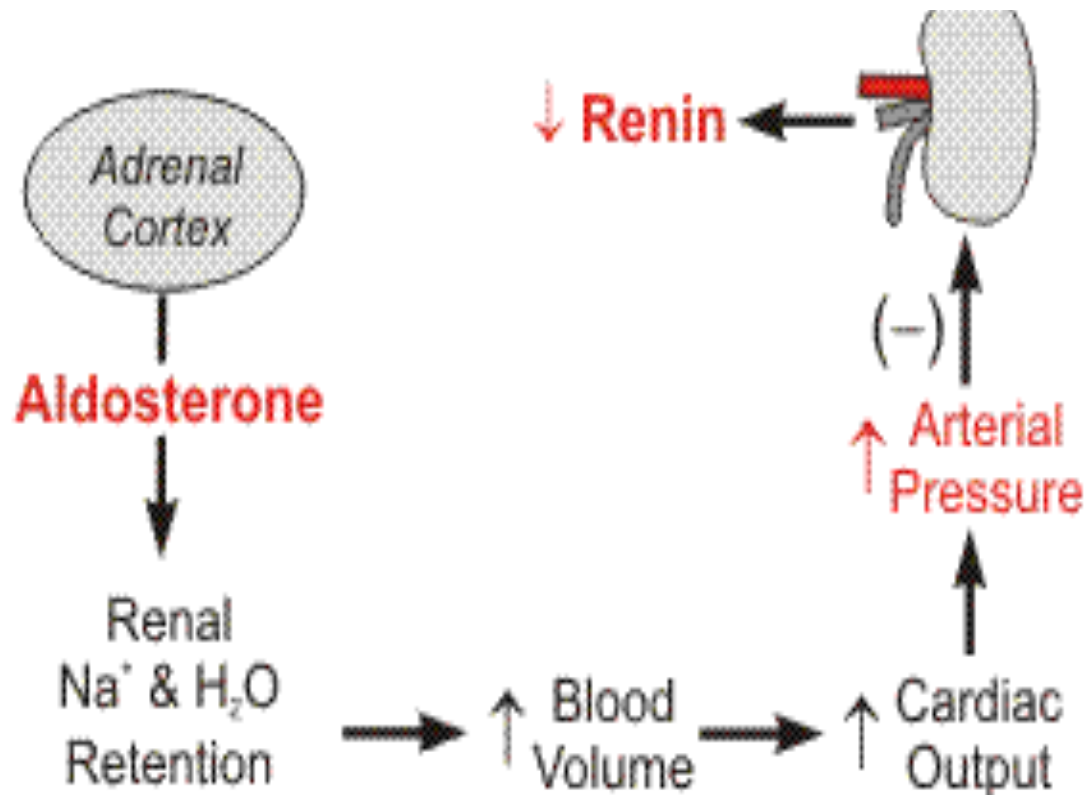 Adrenal
Cortex
Aldosterone
Renal
Na⁺ & H₂O
Retention
↑ Blood
Volume
↑ Cardiac
Output
↑ Arterial
Pressure
(–)
↓ Renin